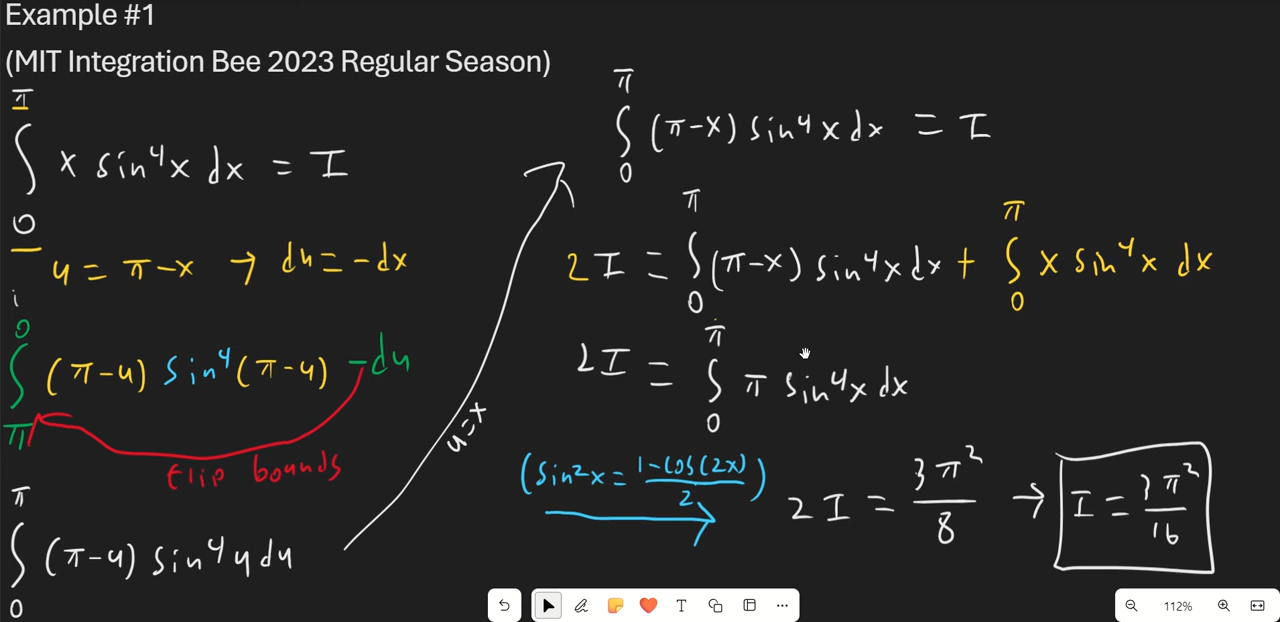 Example #1
(MIT Integration Bee 2023 Regular Season)
∫₀^π x sin⁴x dx = I
u = π-x → du = -dx
∫_π^0 (π-u) sin⁴(π-u) -du
flip bounds
∫₀^π (π-u) sin⁴u du
u=x
∫₀^π (π-x) sin⁴x dx = I
2I = ∫₀^π (π-x) sin⁴x dx + ∫₀^π x sin⁴x dx
2I = ∫₀^π π sin⁴x dx
(sin²x = (1-cos(2x))/2)
2I = 3π²/8 → I = 3π²/16
112%